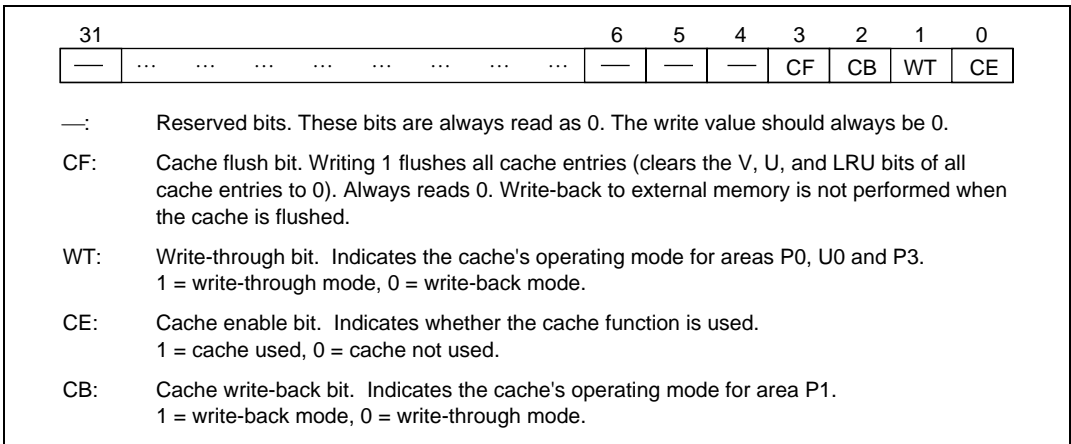 31 6 5 4 3 2 1 0
— … … … … … … … … — — — CF CB WT CE
—: Reserved bits. These bits are always read as 0. The write value should always be 0.
CF: Cache flush bit. Writing 1 flushes all cache entries (clears the V, U, and LRU bits of all
cache entries to 0). Always reads 0. Write-back to external memory is not performed when
the cache is flushed.
WT: Write-through bit. Indicates the cache's operating mode for areas P0, U0 and P3.
1 = write-through mode, 0 = write-back mode.
CE: Cache enable bit. Indicates whether the cache function is used.
1 = cache used, 0 = cache not used.
CB: Cache write-back bit. Indicates the cache's operating mode for area P1.
1 = write-back mode, 0 = write-through mode.